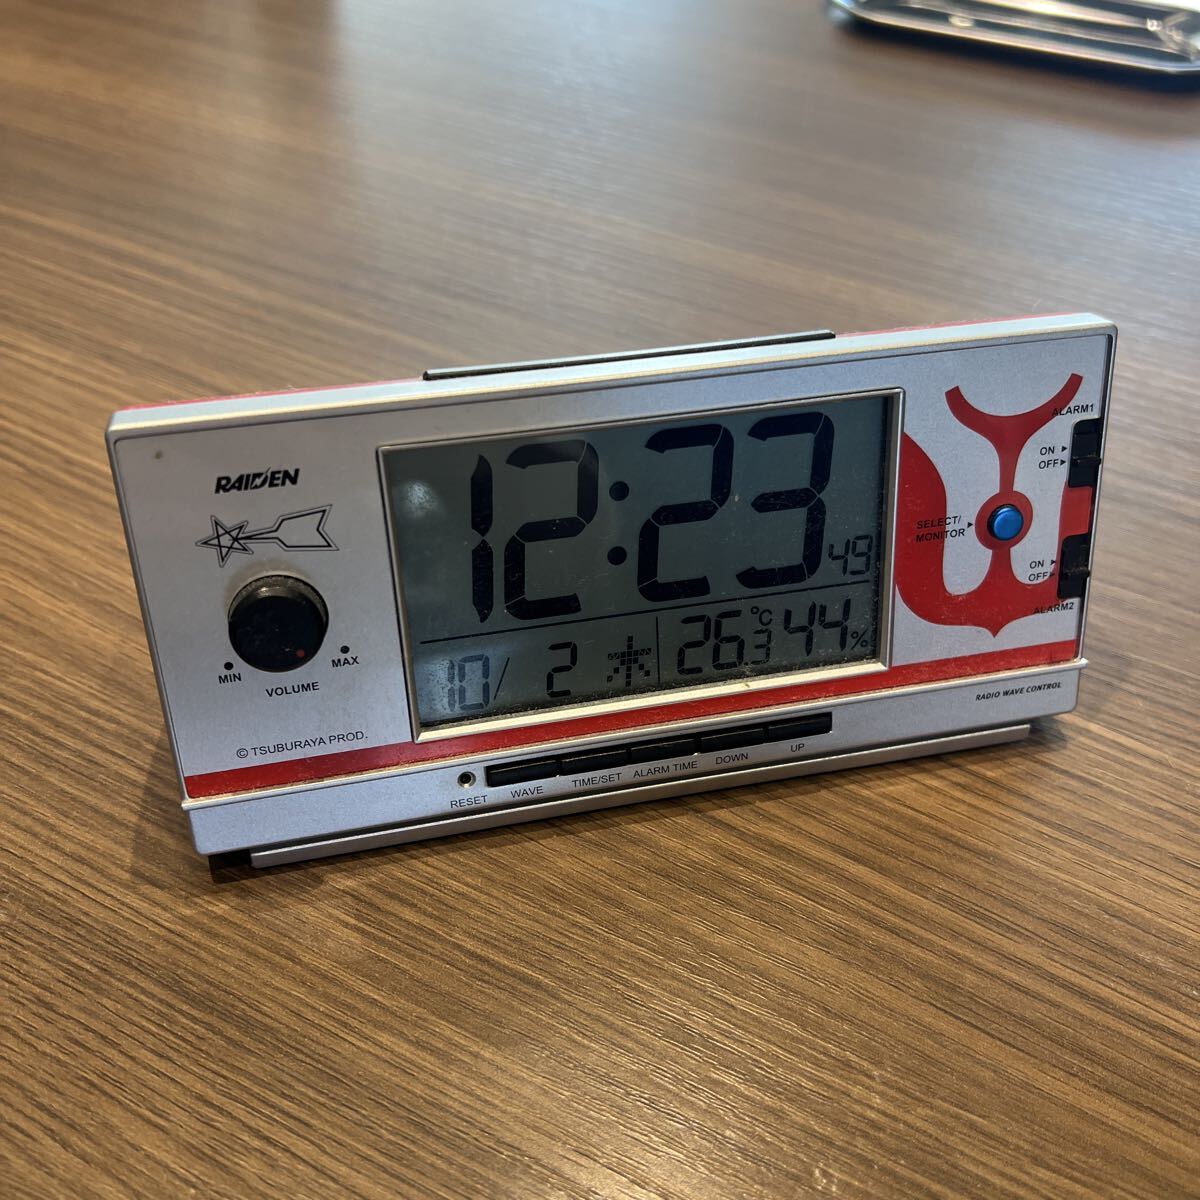 RAIDEN
MIN
MAX
VOLUME
© TSUBURAYA PROD.
12:23 49
10/ 2 木 26.3 ℃ 44 %
ALARM1
ON
OFF
SELECT/
MONITOR
ON
OFF
ALARM2
RADIO WAVE CONTROL
RESET WAVE TIME/SET ALARM TIME DOWN UP